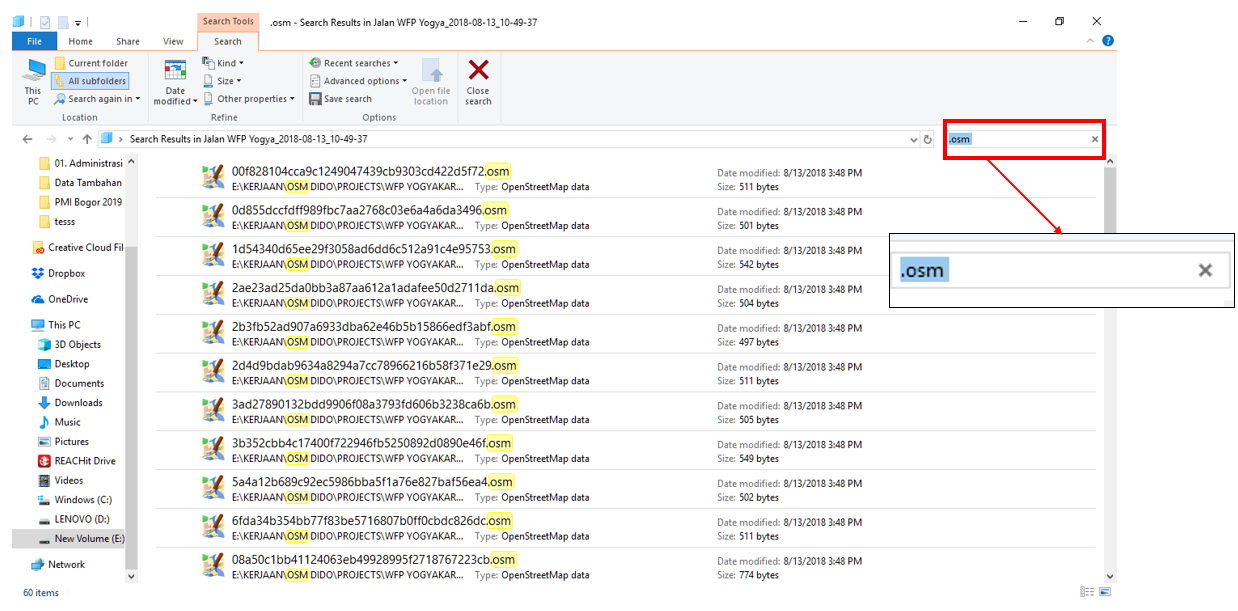 Search Tools
.osm - Search Results in Jalan WFP Yogya_2018-08-13_10-49-37
File Home Share View Search
This PC
Current folder
All subfolders
Search again in
Location
Date modified
Kind
Size
Other properties
Refine
Recent searches
Advanced options
Save search
Options
Open file location
Close search
Search Results in Jalan WFP Yogya_2018-08-13_10-49-37
.osm
.osm
01. Administrasi
Data Tambahan
PMI Bogor 2019
tesss
Creative Cloud Fil
Dropbox
OneDrive
This PC
3D Objects
Desktop
Documents
Downloads
Music
Pictures
REACHit Drive
Videos
Windows (C:)
LENOVO (D:)
New Volume (E:)
Network
00f828104cca9c1249047439cb9303cd422d5f72.osm Date modified: 8/13/2018 3:48 PM
E:\KERJAAN\OSM DIDO\PROJECTS\WFP YOGYAKAR... Type: OpenStreetMap data Size: 511 bytes
0d855dccfdff989fbc7aa2768c03e6a4a6da3496.osm Date modified: 8/13/2018 3:48 PM
E:\KERJAAN\OSM DIDO\PROJECTS\WFP YOGYAKAR... Type: OpenStreetMap data Size: 501 bytes
1d54340d65ee29f3058ad6dd6c512a91c4e95753.osm Date modified: 8/13/2018 3:48 PM
E:\KERJAAN\OSM DIDO\PROJECTS\WFP YOGYAKAR... Type: OpenStreetMap data Size: 542 bytes
2ae23ad25da0bb3a87aa612a1adafee50d2711da.osm Date modified: 8/13/2018 3:48 PM
E:\KERJAAN\OSM DIDO\PROJECTS\WFP YOGYAKAR... Type: OpenStreetMap data Size: 504 bytes
2b3fb52ad907a6933dba62e46b5b15866edf3abf.osm Date modified: 8/13/2018 3:48 PM
E:\KERJAAN\OSM DIDO\PROJECTS\WFP YOGYAKAR... Type: OpenStreetMap data Size: 497 bytes
2d4d9bdab9634a8294a7cc78966216b58f371e29.osm Date modified: 8/13/2018 3:48 PM
E:\KERJAAN\OSM DIDO\PROJECTS\WFP YOGYAKAR... Type: OpenStreetMap data Size: 511 bytes
3ad27890132bdd9906f08a3793fd606b3238ca6b.osm Date modified: 8/13/2018 3:48 PM
E:\KERJAAN\OSM DIDO\PROJECTS\WFP YOGYAKAR... Type: OpenStreetMap data Size: 505 bytes
3b352cbb4c17400f722946fb5250892d0890e46f.osm Date modified: 8/13/2018 3:48 PM
E:\KERJAAN\OSM DIDO\PROJECTS\WFP YOGYAKAR... Type: OpenStreetMap data Size: 549 bytes
5a4a12b689c92ec5986bba5f1a76e827baf56ea4.osm Date modified: 8/13/2018 3:48 PM
E:\KERJAAN\OSM DIDO\PROJECTS\WFP YOGYAKAR... Type: OpenStreetMap data Size: 502 bytes
6fda34b354bb77f83be5716807b0ff0cbdc826dc.osm Date modified: 8/13/2018 3:48 PM
E:\KERJAAN\OSM DIDO\PROJECTS\WFP YOGYAKAR... Type: OpenStreetMap data Size: 511 bytes
08a50c1bb41124063eb49928995f2718767223cb.osm Date modified: 8/13/2018 3:48 PM
E:\KERJAAN\OSM DIDO\PROJECTS\WFP YOGYAKAR... Type: OpenStreetMap data Size: 774 bytes
60 items